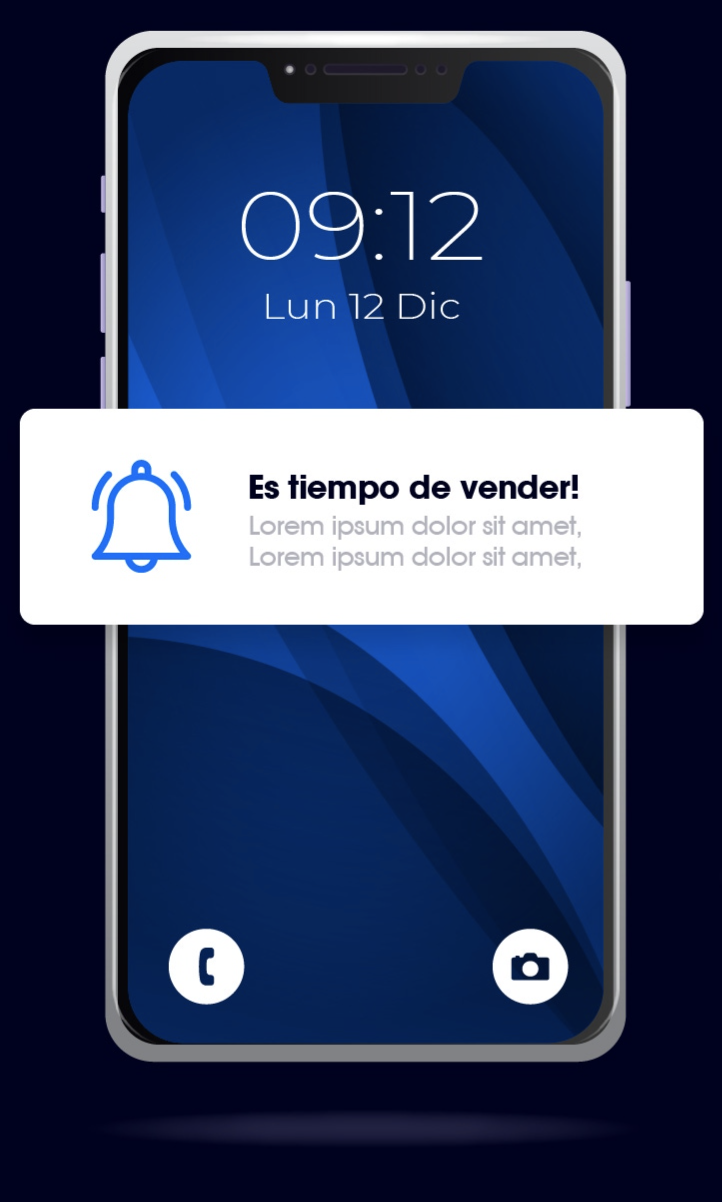 09:12
Lun 12 Dic
Es tiempo de vender!
Lorem ipsum dolor sit amet,
Lorem ipsum dolor sit amet,